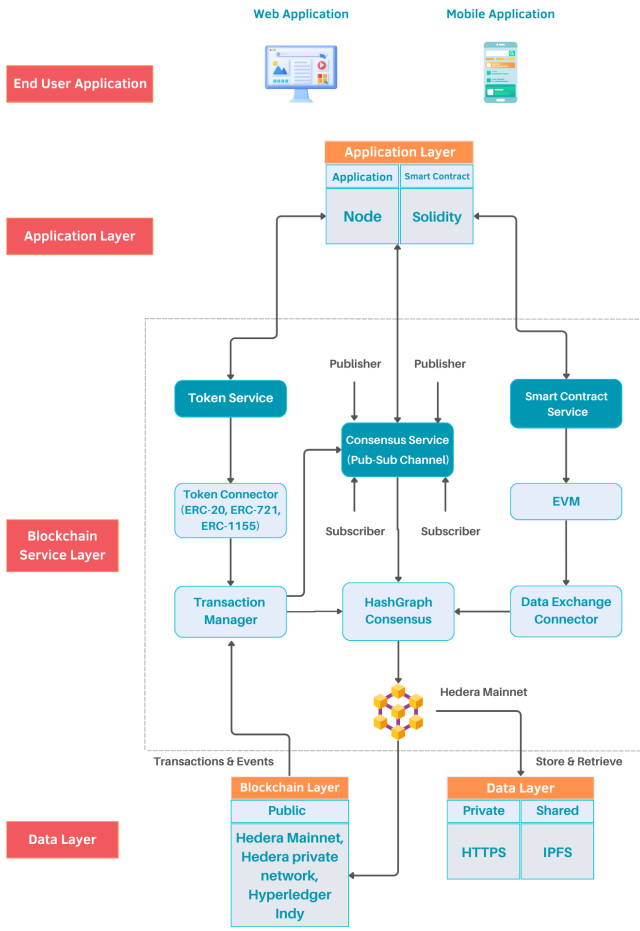 Web Application
Mobile Application
End User Application
Application Layer
Application
Smart Contract
Node
Solidity
Application Layer
Publisher
Publisher
Token Service
Consensus Service
(Pub-Sub Channel)
Smart Contract
Service
Token Connector
(ERC-20, ERC-721,
ERC-1155)
EVM
Subscriber
Subscriber
Blockchain
Service Layer
Transaction
Manager
HashGraph
Consensus
Data Exchange
Connector
Hedera Mainnet
Transactions & Events
Store & Retrieve
Blockchain Layer
Public
Hedera Mainnet,
Hedera private
network,
Hyperledger
Indy
Data Layer
Private
Shared
HTTPS
IPFS
Data Layer